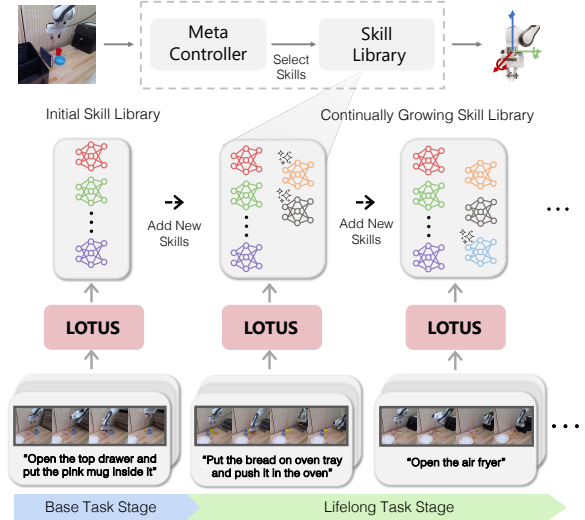 Meta
Controller
Select
Skills
Skill
Library
Initial Skill Library
Continually Growing Skill Library
Add New
Skills
Add New
Skills
...
LOTUS
LOTUS
LOTUS
"Open the top drawer and
put the pink mug inside it"
"Put the bread on oven tray
and push it in the oven"
"Open the air fryer"
...
Base Task Stage
Lifelong Task Stage